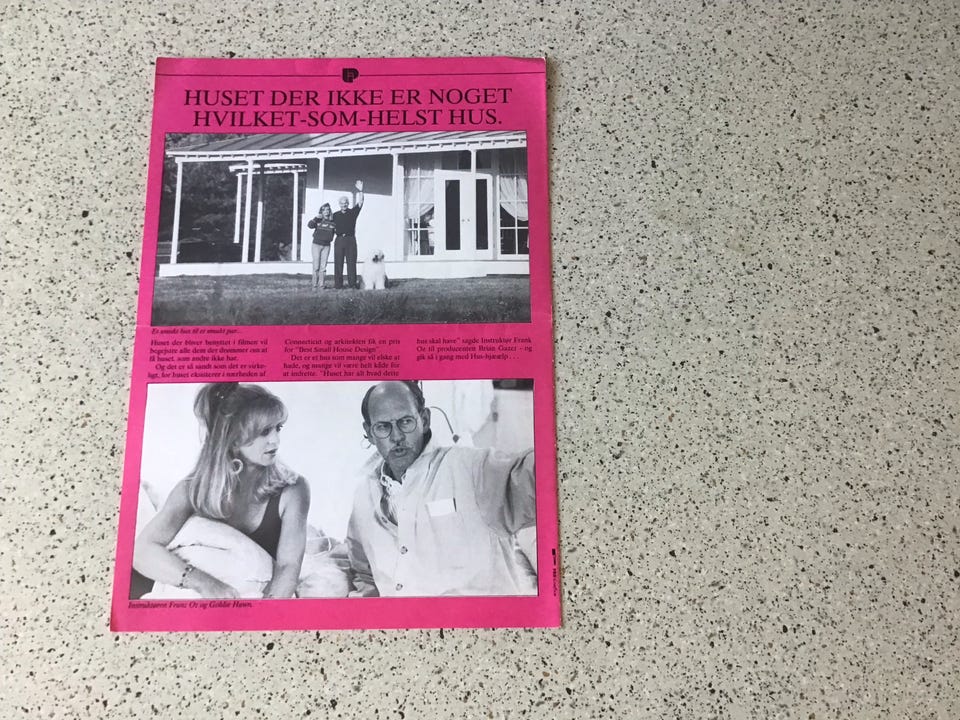 HUSET DER IKKE ER NOGET
HVILKET-SOM-HELST HUS.
Et smukt hus til et smukt par...
Huset der bliver benyttet i filmen vil
begejstre alle dem der drømmer om at
få huset, som andre ikke har.
Og det er så sandt som det er virke-
ligt, for huset eksisterer i nærheden af
Connecticut og arkitekten fik en pris
for "Best Small House Design".
Det er et hus som mange vil elske at
hade, og mange vil være helt kilde for
at indrette. "Huset har alt hvad dette
hus skal have" sagde Instruktør Frank
Oz til producenten Brian Gazer – og
gik så i gang med Hus-hjælp...
Instruktøren Franz Oz og Goldie Hawn.